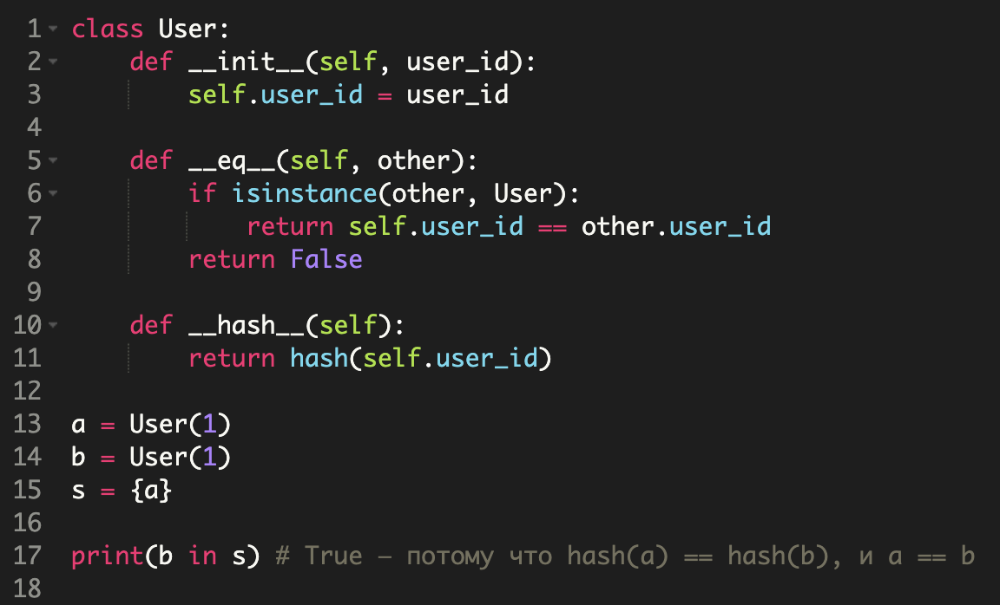 1 class User:
2     def __init__(self, user_id):
3         self.user_id = user_id
4
5     def __eq__(self, other):
6         if isinstance(other, User):
7             return self.user_id == other.user_id
8         return False
9
10     def __hash__(self):
11         return hash(self.user_id)
12
13 a = User(1)
14 b = User(1)
15 s = {a}
16
17 print(b in s) # True — потому что hash(a) == hash(b), и a == b
18